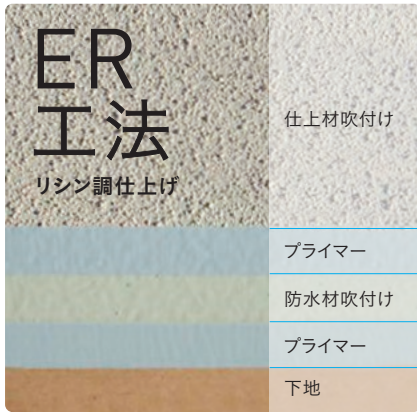 ER
工法
リシン調仕上げ
仕上材吹付け
プライマー
防水材吹付け
プライマー
下地